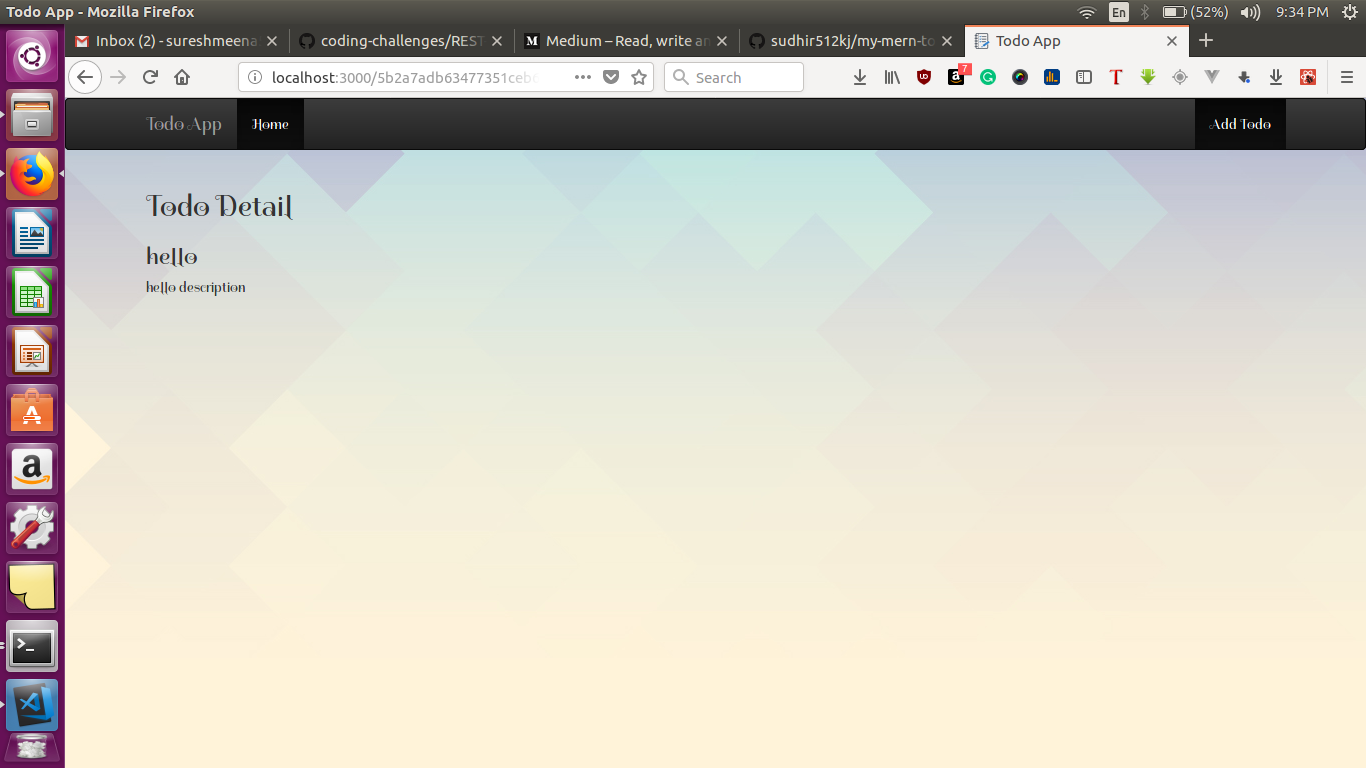 Todo App - Mozilla Firefox
En
(52%)
9:34 PM
Inbox (2) - sureshmeena
coding-challenges/REST
Medium – Read, write an
sudhir512kj/my-mern-to
Todo App
localhost:3000/5b2a7adb63477351ceb
Search
7
Todo App
Home
Add Todo
Todo Detail
hello
hello description